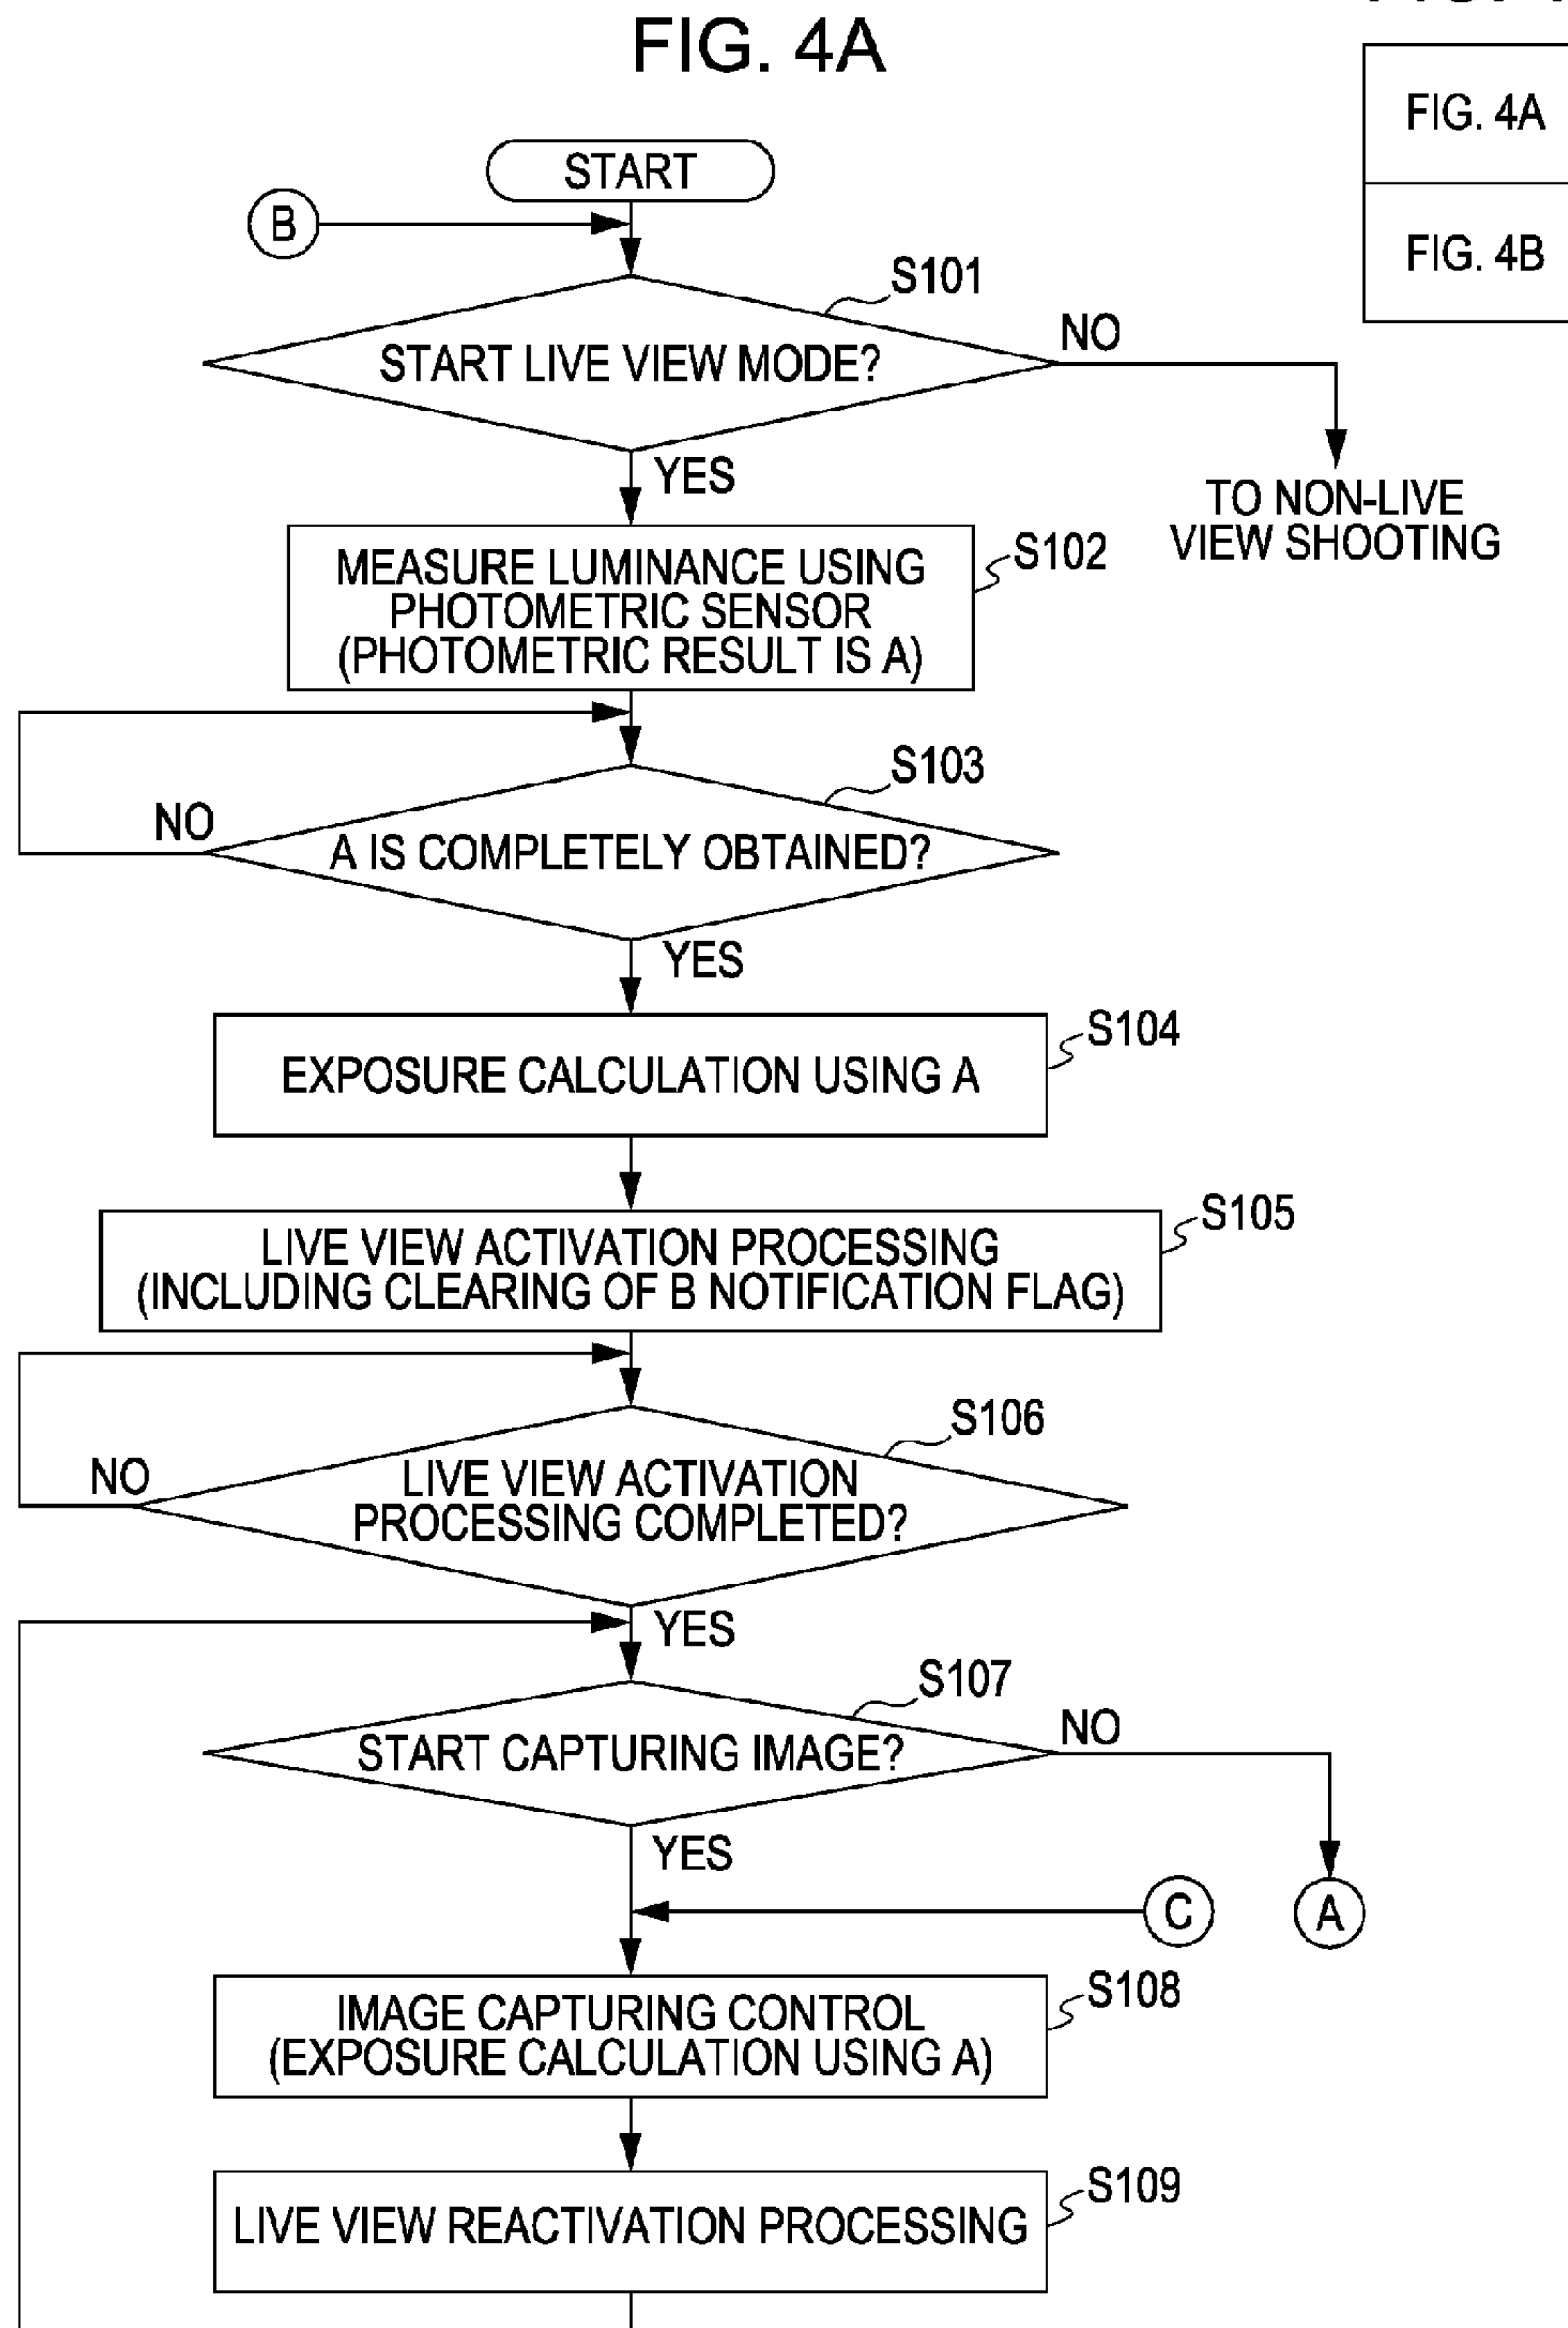 FIG. 4A
FIG. 4A
FIG. 4B
START
B
S101
START LIVE VIEW MODE?
NO
YES
TO NON-LIVE
VIEW SHOOTING
MEASURE LUMINANCE USING
PHOTOMETRIC SENSOR
(PHOTOMETRIC RESULT IS A)
S102
S103
NO
A IS COMPLETELY OBTAINED?
YES
S104
EXPOSURE CALCULATION USING A
S105
LIVE VIEW ACTIVATION PROCESSING
(INCLUDING CLEARING OF B NOTIFICATION FLAG)
S106
NO
LIVE VIEW ACTIVATION
PROCESSING COMPLETED?
YES
S107
NO
START CAPTURING IMAGE?
YES
C
A
S108
IMAGE CAPTURING CONTROL
(EXPOSURE CALCULATION USING A)
S109
LIVE VIEW REACTIVATION PROCESSING